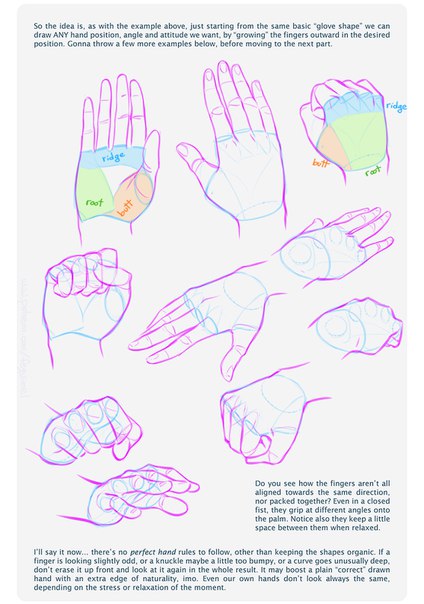 So the idea is, as with the example above, just starting from the same basic "glove shape" we can
draw ANY hand position, angle and attitude we want, by "growing" the fingers outward in the desired
position. Gonna throw a few more examples below, before moving to the next part.
ridge
root
butt
ridge
butt
root
Do you see how the fingers aren't all
aligned towards the same direction,
nor packed together? Even in a closed
fist, they grip at different angles onto
the palm. Notice also they keep a little
space between them when relaxed.
I'll say it now... there's no perfect hand rules to follow, other than keeping the shapes organic. If a
finger is looking slightly odd, or a knuckle maybe a little too bumpy, or a curve goes unusually deep,
don't erase it up front and look at it again in the whole result. It may boost a plain "correct" drawn
hand with an extra edge of naturality, imo. Even our own hands don't look always the same,
depending on the stress or relaxation of the moment.